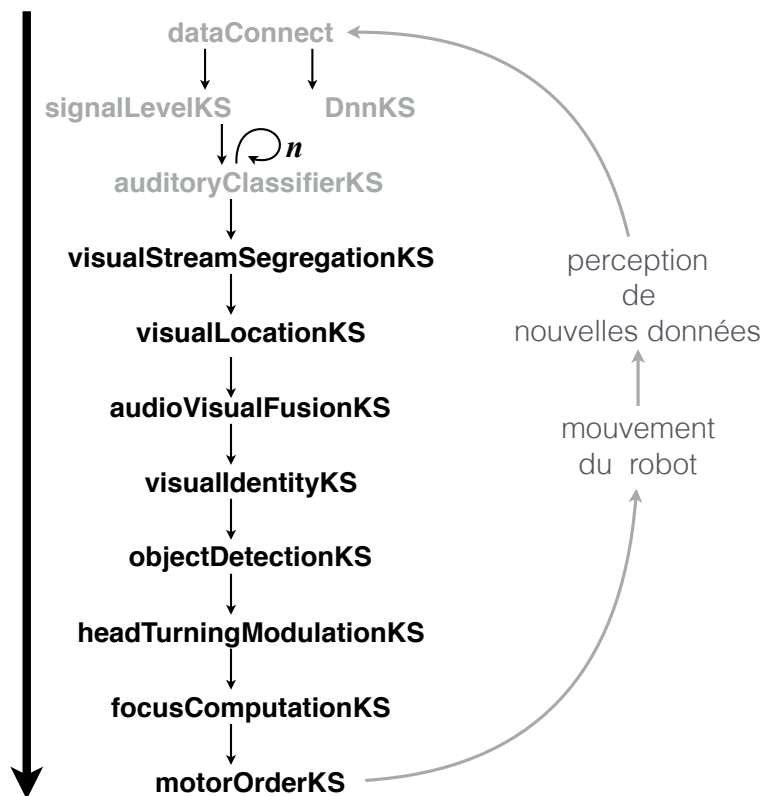 dataConnect
signalLevelKS
DnnKS
n
auditoryClassifierKS
visualStreamSegregationKS
visualLocationKS
audioVisualFusionKS
visualIdentityKS
objectDetectionKS
headTurningModulationKS
focusComputationKS
motorOrderKS
perception
de
nouvelles données
mouvement
du robot